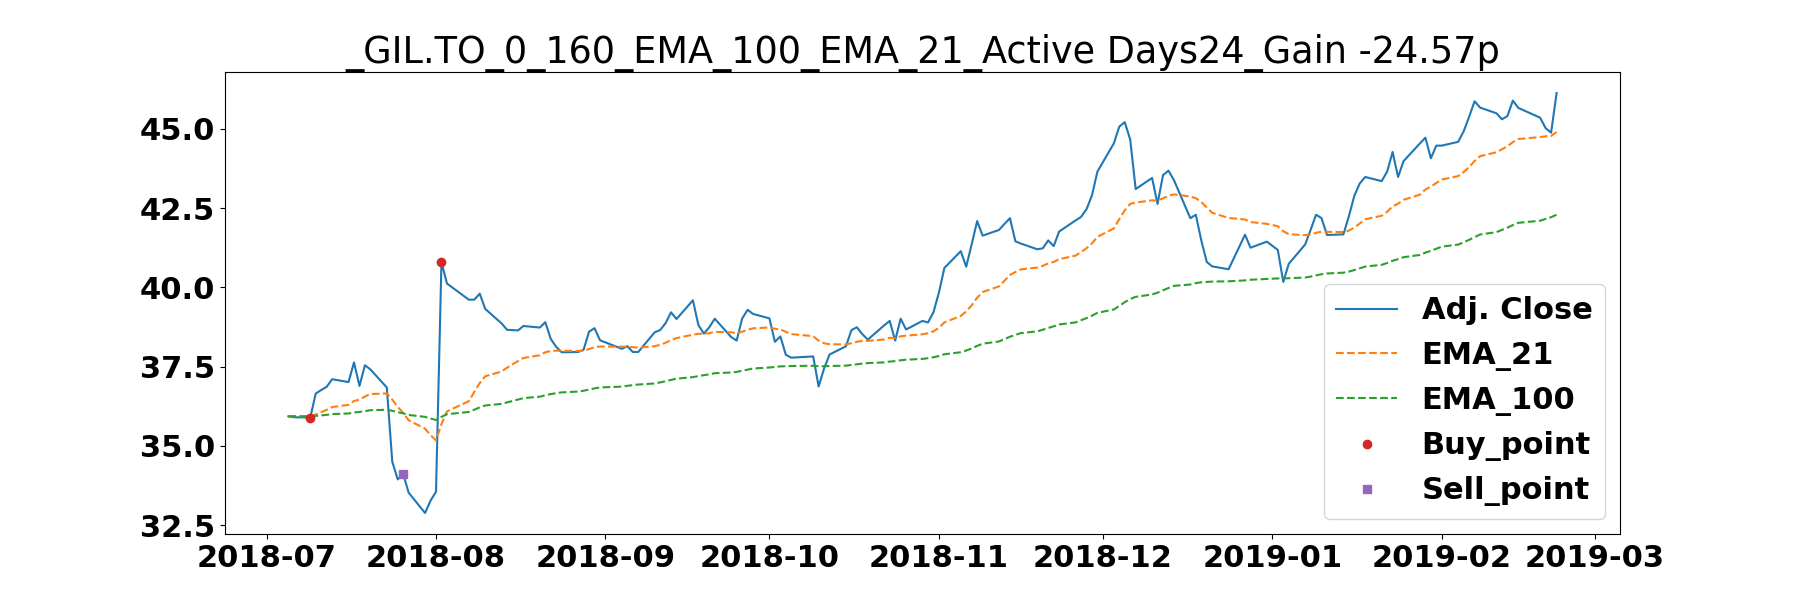 _GIL.TO_0_160_EMA_100_EMA_21_Active Days24_Gain -24.57p
45.0
42.5
40.0
37.5
35.0
32.5
Adj. Close
EMA_21
EMA_100
Buy_point
Sell_point
2018-07 2018-08 2018-09 2018-10 2018-11 2018-12 2019-01 2019-02 2019-03